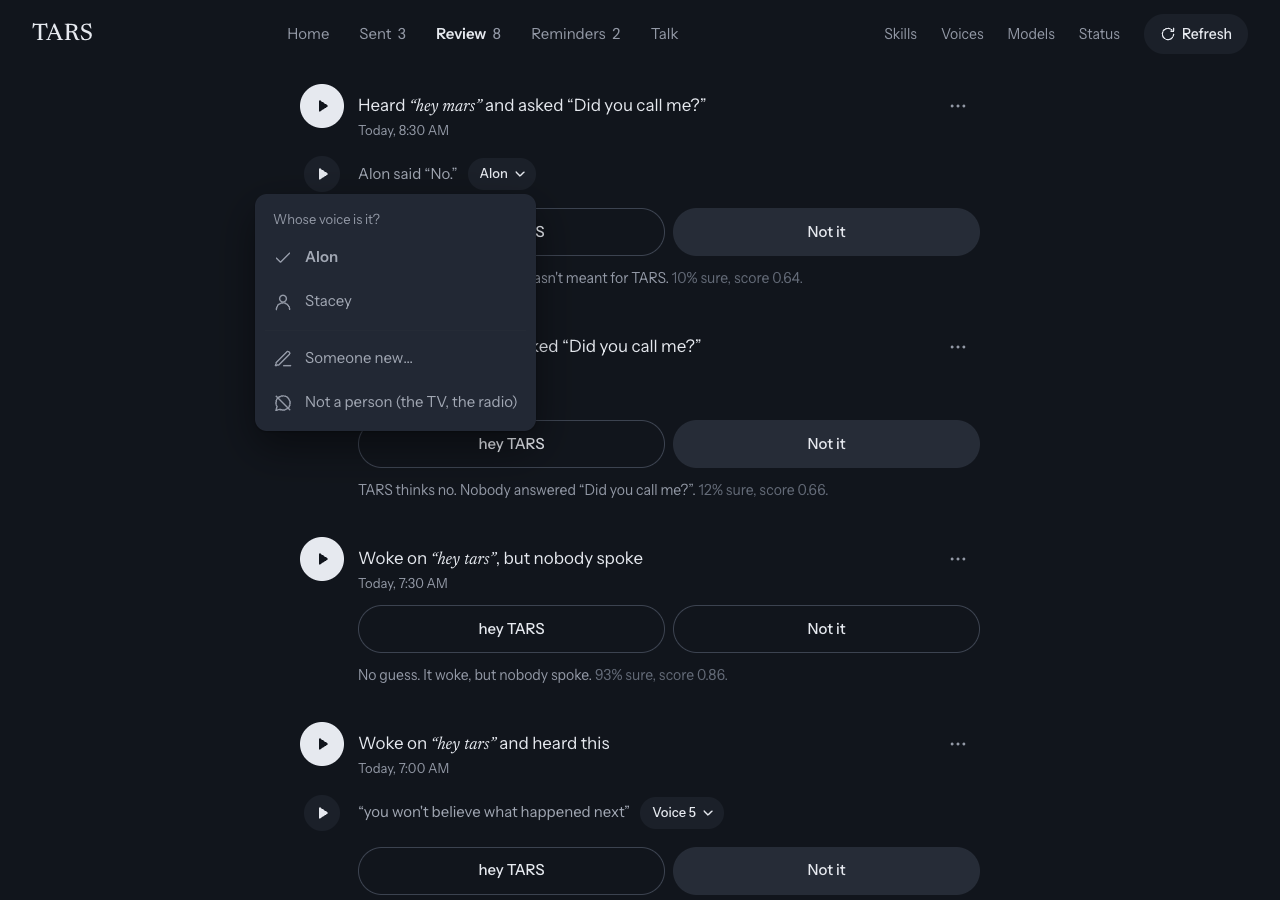 TARS
Home Sent 3 Review 8 Reminders 2 Talk
Skills Voices Models Status Refresh
Heard “hey mars” and asked “Did you call me?”
Today, 8:30 AM
Alon said “No.” Alon
Whose voice is it?
Alon
Stacey
Someone new...
Not a person (the TV, the radio)
S
Not it
asn't meant for TARS. 10% sure, score 0.64.
ked “Did you call me?”
hey TARS
Not it
TARS thinks no. Nobody answered “Did you call me?”. 12% sure, score 0.66.
Woke on “hey tars”, but nobody spoke
Today, 7:30 AM
hey TARS
Not it
No guess. It woke, but nobody spoke. 93% sure, score 0.86.
Woke on “hey tars” and heard this
Today, 7:00 AM
“you won't believe what happened next” Voice 5
hey TARS
Not it